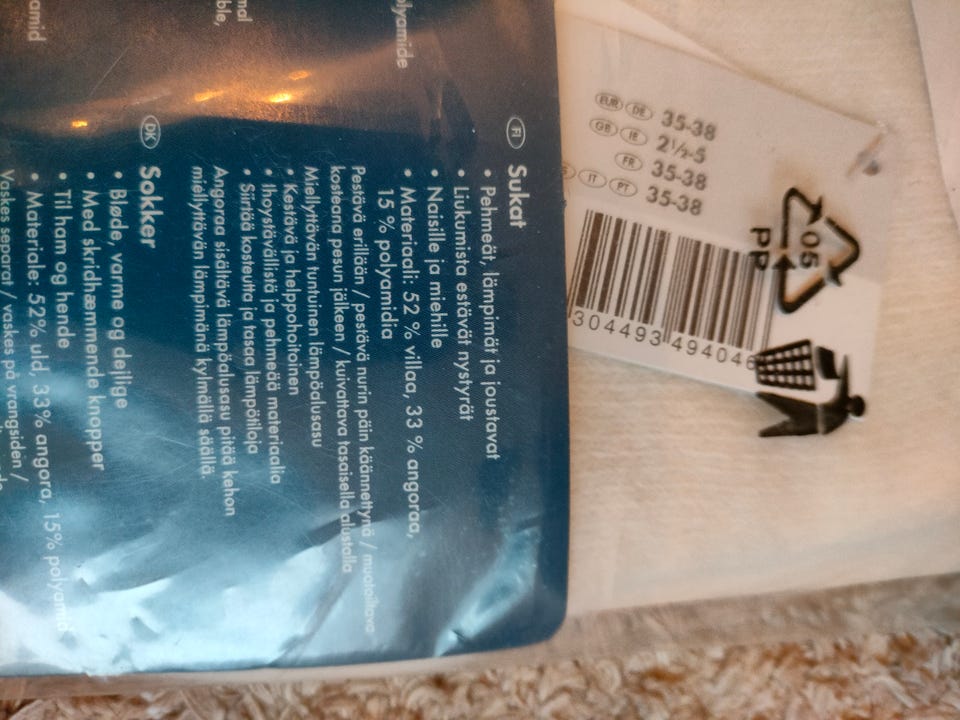 polyamide
FI
Sukat
• Pehmeät, lämpimät ja joustavat
• Liukumista estävät nystyrät
• Naisille ja miehille
• Materiaali: 52 % villaa, 33 % angoraa,
15 % polyamidia
Pestävä erillään / pestävä nurin päin käännettynä / muotoiltava
kosteana pesun jälkeen / kuivattava tasaisella alustalla
Miellyttävän tuntuinen lämpöalusasu
• Kestävä ja helppohoitoinen
• Ihoystävällistä ja pehmeää materiaalia
• Siirtää kosteutta ja tasaa lämpötiloja
Angoraa sisältävä lämpöalusasu pitää kehon
miellyttävän lämpimänä kylmällä säällä.
DK
Sokker
• Bløde, varme og dejlige
• Med skridhæmmende knopper
• Til ham og hende
• Materiale: 52% uld, 33% angora, 15% polyamid
Vaskes separat / vaskes på vrangsiden /
EUR DE 35-38
GB IE 2½-5
FR 35-38
IT PT 35-38
304493 494046
05
PP